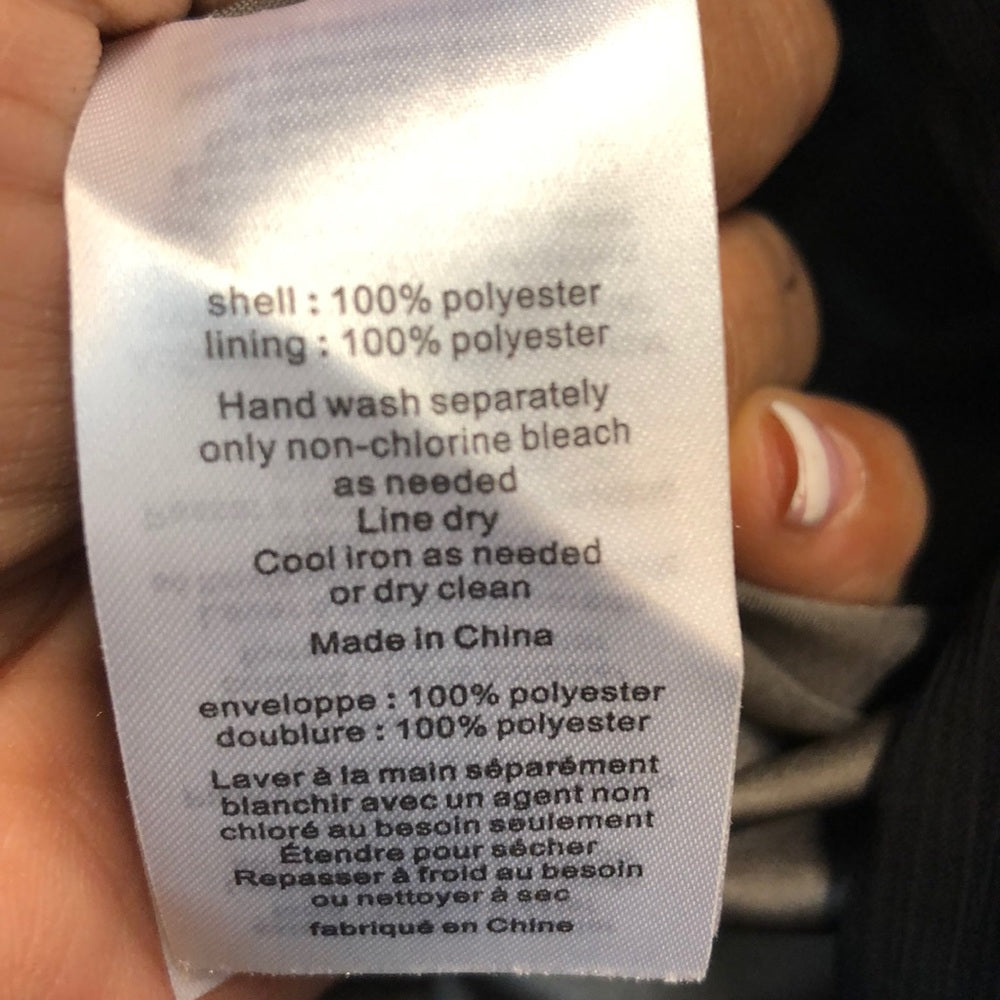 shell : 100% polyester
lining : 100% polyester
Hand wash separately
only non-chlorine bleach
as needed
Line dry
Cool iron as needed
or dry clean
Made in China
enveloppe : 100% polyester
doublure : 100% polyester
Laver à la main séparément
blanchir avec un agent non
chloré au besoin seulement
Étendre pour sécher
Repasser à froid au besoin
ou nettoyer à sec
fabriqué en Chine